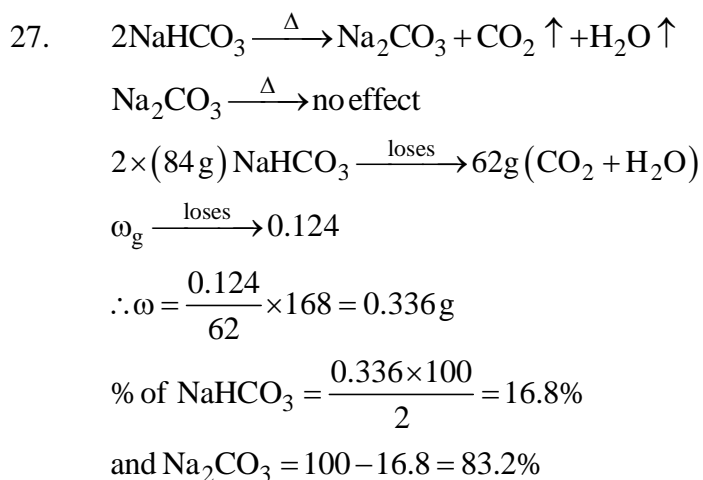 27. 2NaHCO₃ —Δ→ Na₂CO₃ + CO₂ ↑ +H₂O ↑
Na₂CO₃ —Δ→ no effect
2×(84g) NaHCO₃ —loses→ 62g(CO₂ + H₂O)
ω_g —loses→ 0.124
∴ω = 0.124/62 ×168 = 0.336g
% of NaHCO₃ = 0.336×100/2 = 16.8%
and Na₂CO₃ = 100−16.8 = 83.2%